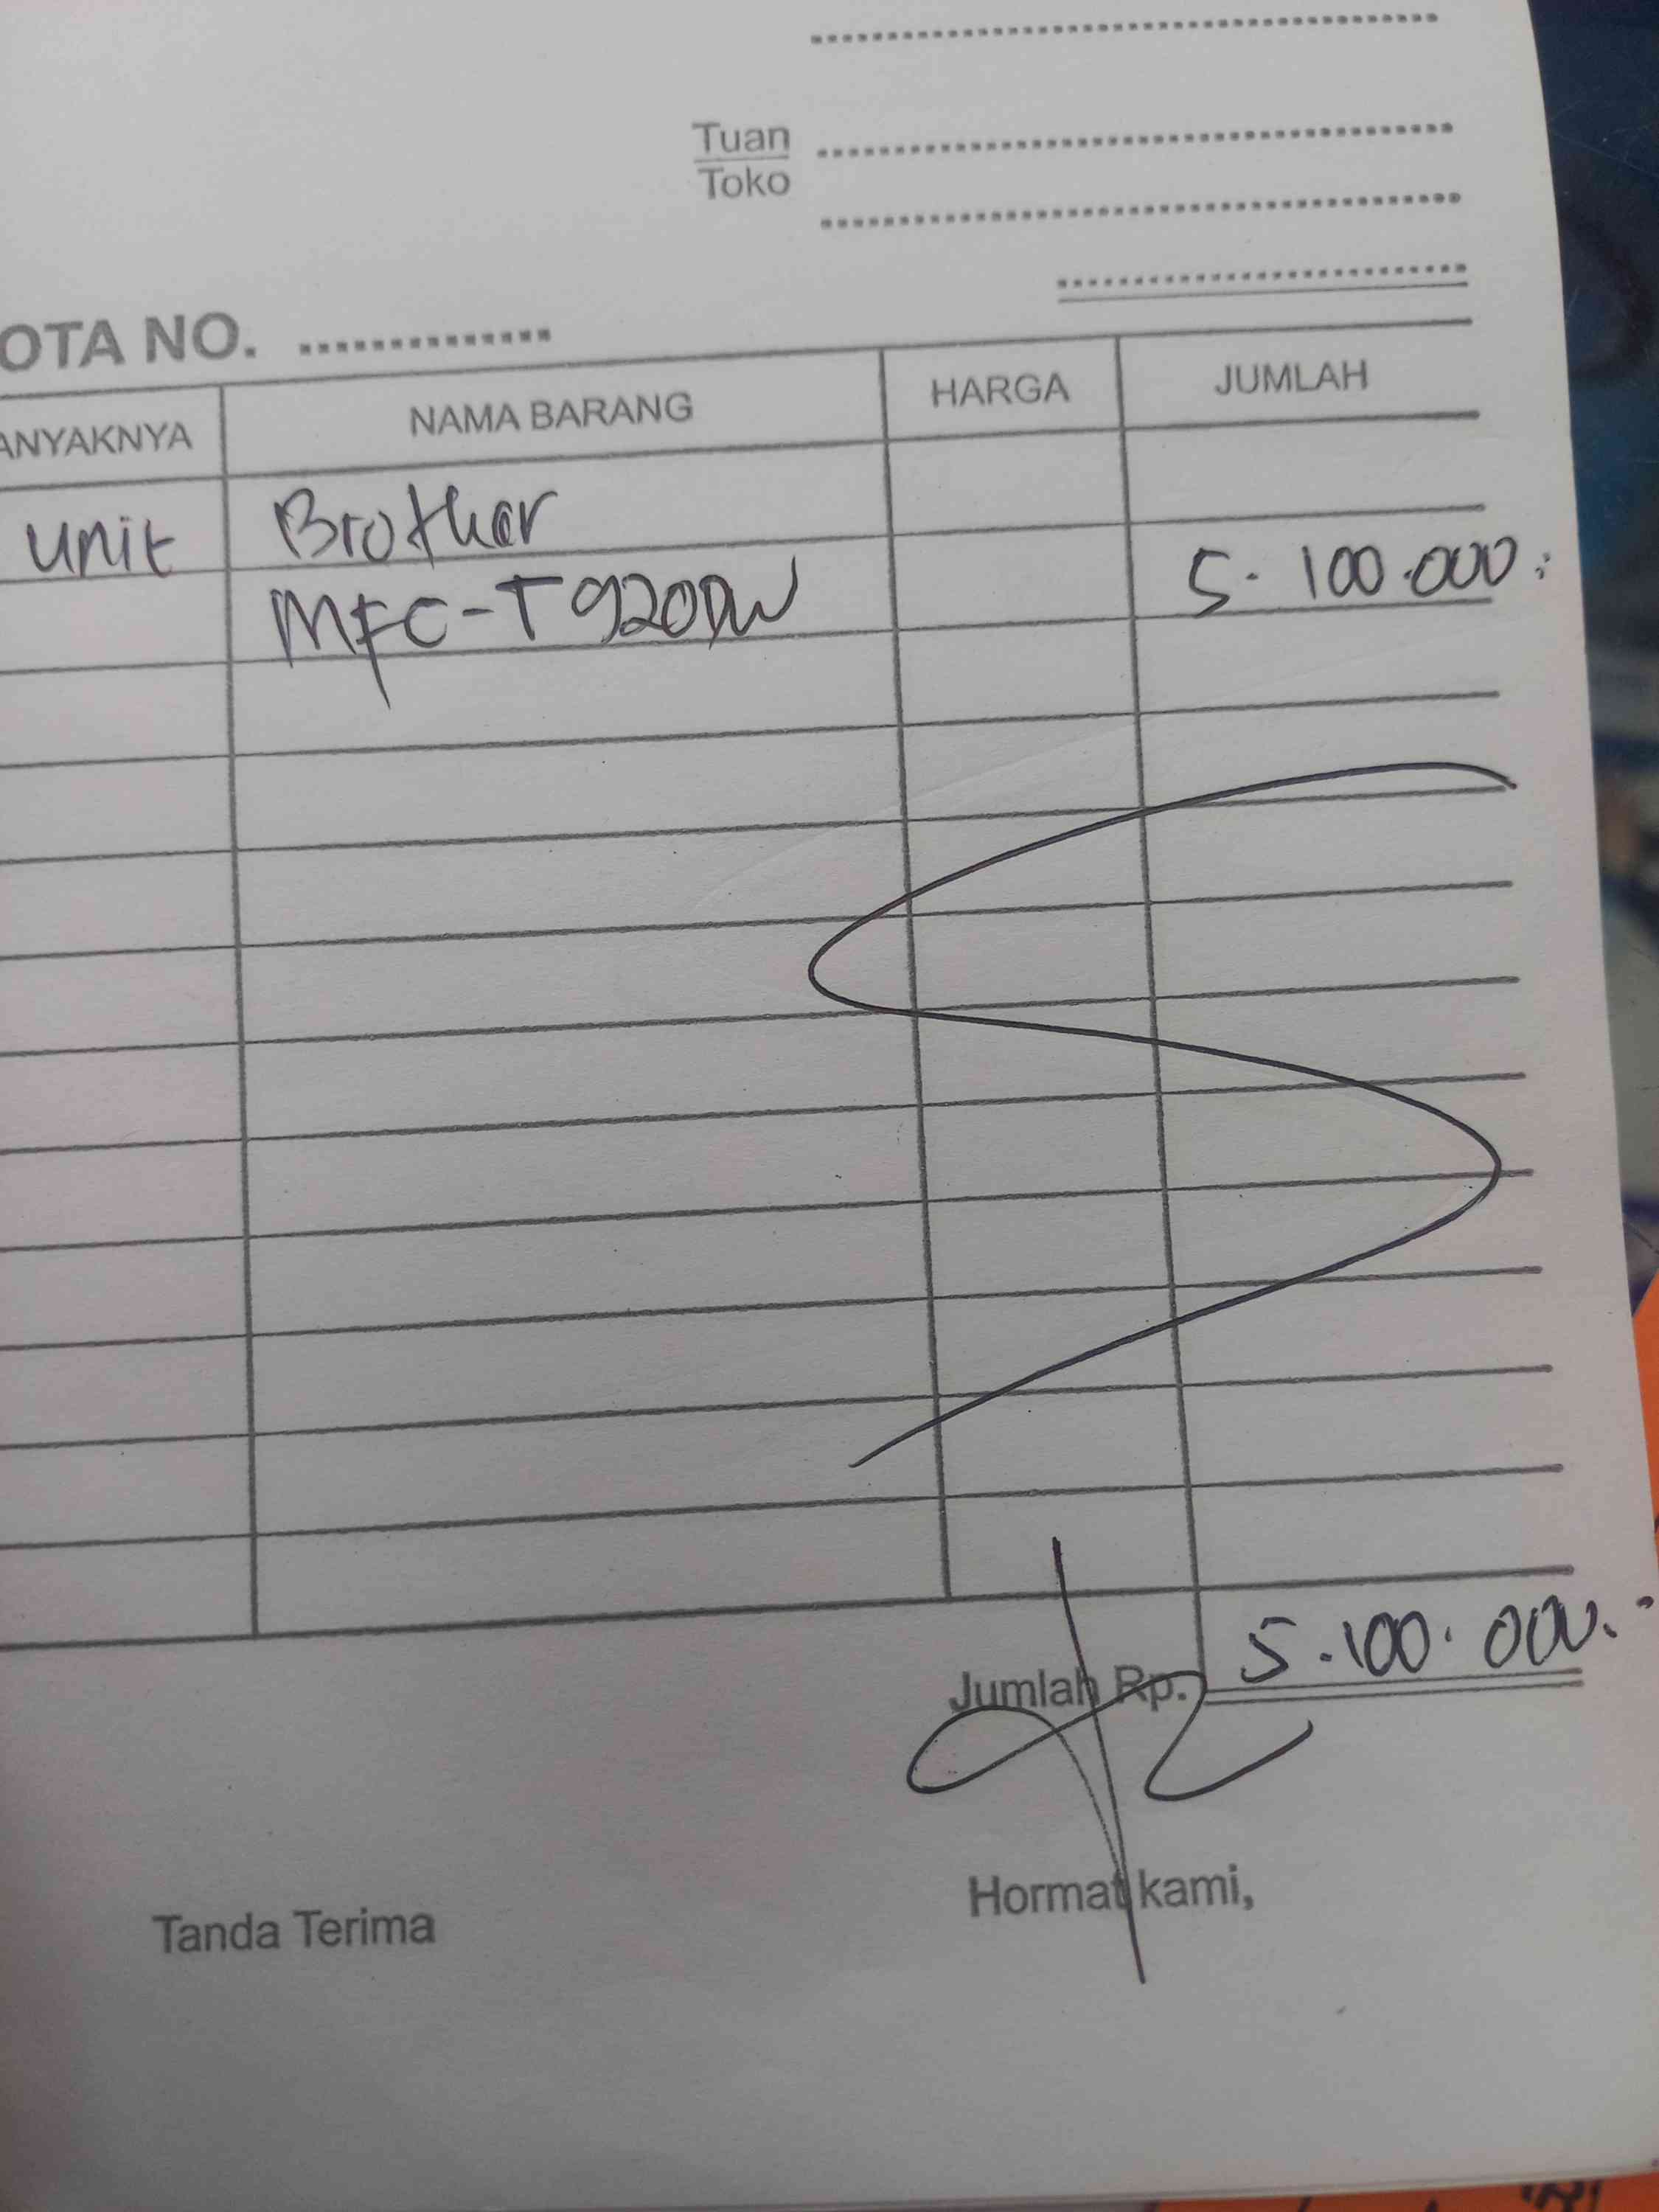 Tuan
Toko
OTA NO.
ANYAKNYA NAMA BARANG HARGA JUMLAH
unit Brother
MFC-T920DW 5.100.000.
Jumlah Rp. 5.100.000.
Tanda Terima Hormat kami,